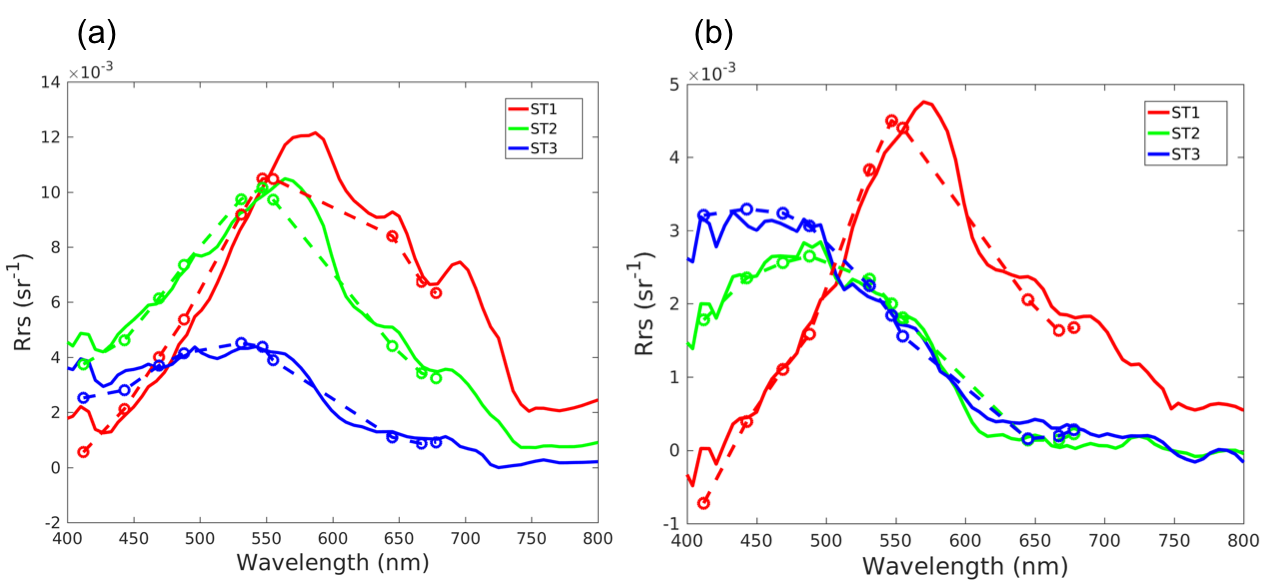 (a)
×10⁻³
14
12
10
8
6
4
2
0
-2
Rrs (sr⁻¹)
400 450 500 550 600 650 700 750 800
Wavelength (nm)
ST1
ST2
ST3
(b)
×10⁻³
5
4
3
2
1
0
-1
Rrs (sr⁻¹)
400 450 500 550 600 650 700 750 800
Wavelength (nm)
ST1
ST2
ST3